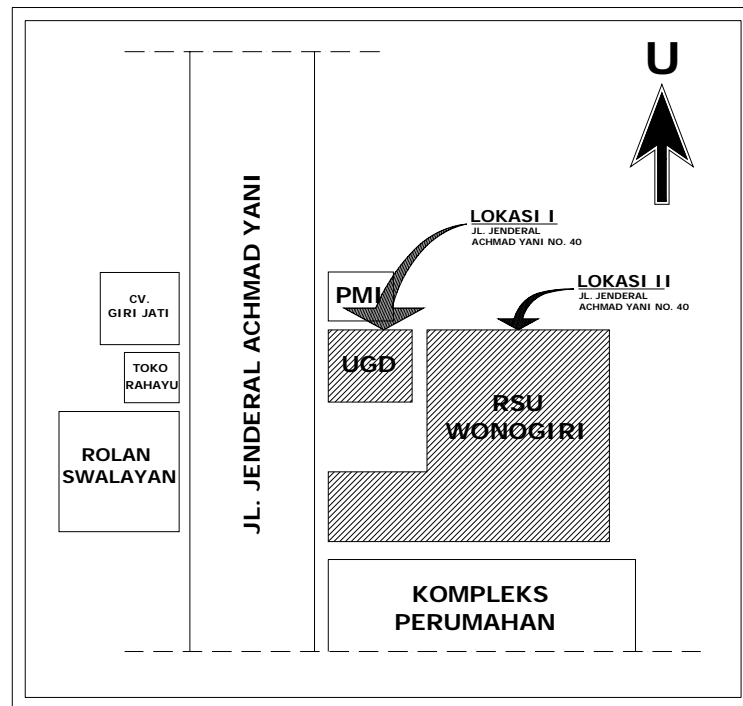 U
JL. JENDERAL ACHMAD YANI
LOKASI I
JL. JENDERAL
ACHMAD YANI NO. 40
LOKASI II
JL. JENDERAL
ACHMAD YANI NO. 40
CV.
GIRI JATI
PMI
TOKO
RAHAYU
UGD
RSU
WONOGIRI
ROLAN
SWALAYAN
KOMPLEKS
PERUMAHAN